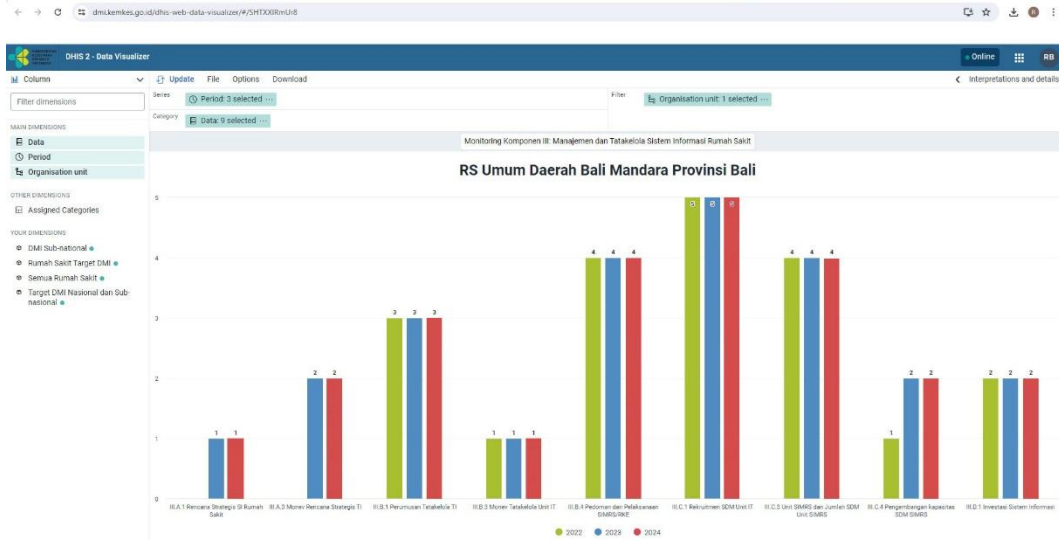 dmi.kemkes.go.id/dhis-web-data-visualizer/#/SHTXXIRmUr8
DHIS 2 - Data Visualizer
Online
RB
Column
Update File Options Download
Interpretations and details
Filter dimensions
Series
Period: 3 selected
Filter
Organisation unit: 1 selected
Category
Data: 9 selected
MAIN DIMENSIONS
Data
Period
Organisation unit
OTHER DIMENSIONS
Assigned Categories
YOUR DIMENSIONS
DMI Sub-national
Rumah Sakit Target DMI
Semua Rumah Sakit
Target DMI Nasional dan Sub-
nasional
Monitoring Komponen III: Manajemen dan Tatakelola Sistem Informasi Rumah Sakit
RS Umum Daerah Bali Mandara Provinsi Bali
5
4
3
2
1
0
1 1
2 2
3 3 3
1 1 1
4 4 4
5 5 5
4 4 4
1 2 2
2 2 2
III.A.1 Rencana Strategis SI Rumah
Sakit
III.A.3 Monev Rencana Strategis TI
III.B.1 Perumusan Tatakelola TI
III.B.3 Monev Tatakelola Unit IT
III.B.4 Pedoman dan Pelaksanaan
SIMRS/RKE
III.C.1 Rekruitmen SDM Unit IT
III.C.3 Unit SIMRS dan Jumlah SDM
Unit SIMRS
III.C.4 Pengembangan kapasitas
SDM SIMRS
III.D.1 Investasi Sistem Informasi
2022 2023 2024